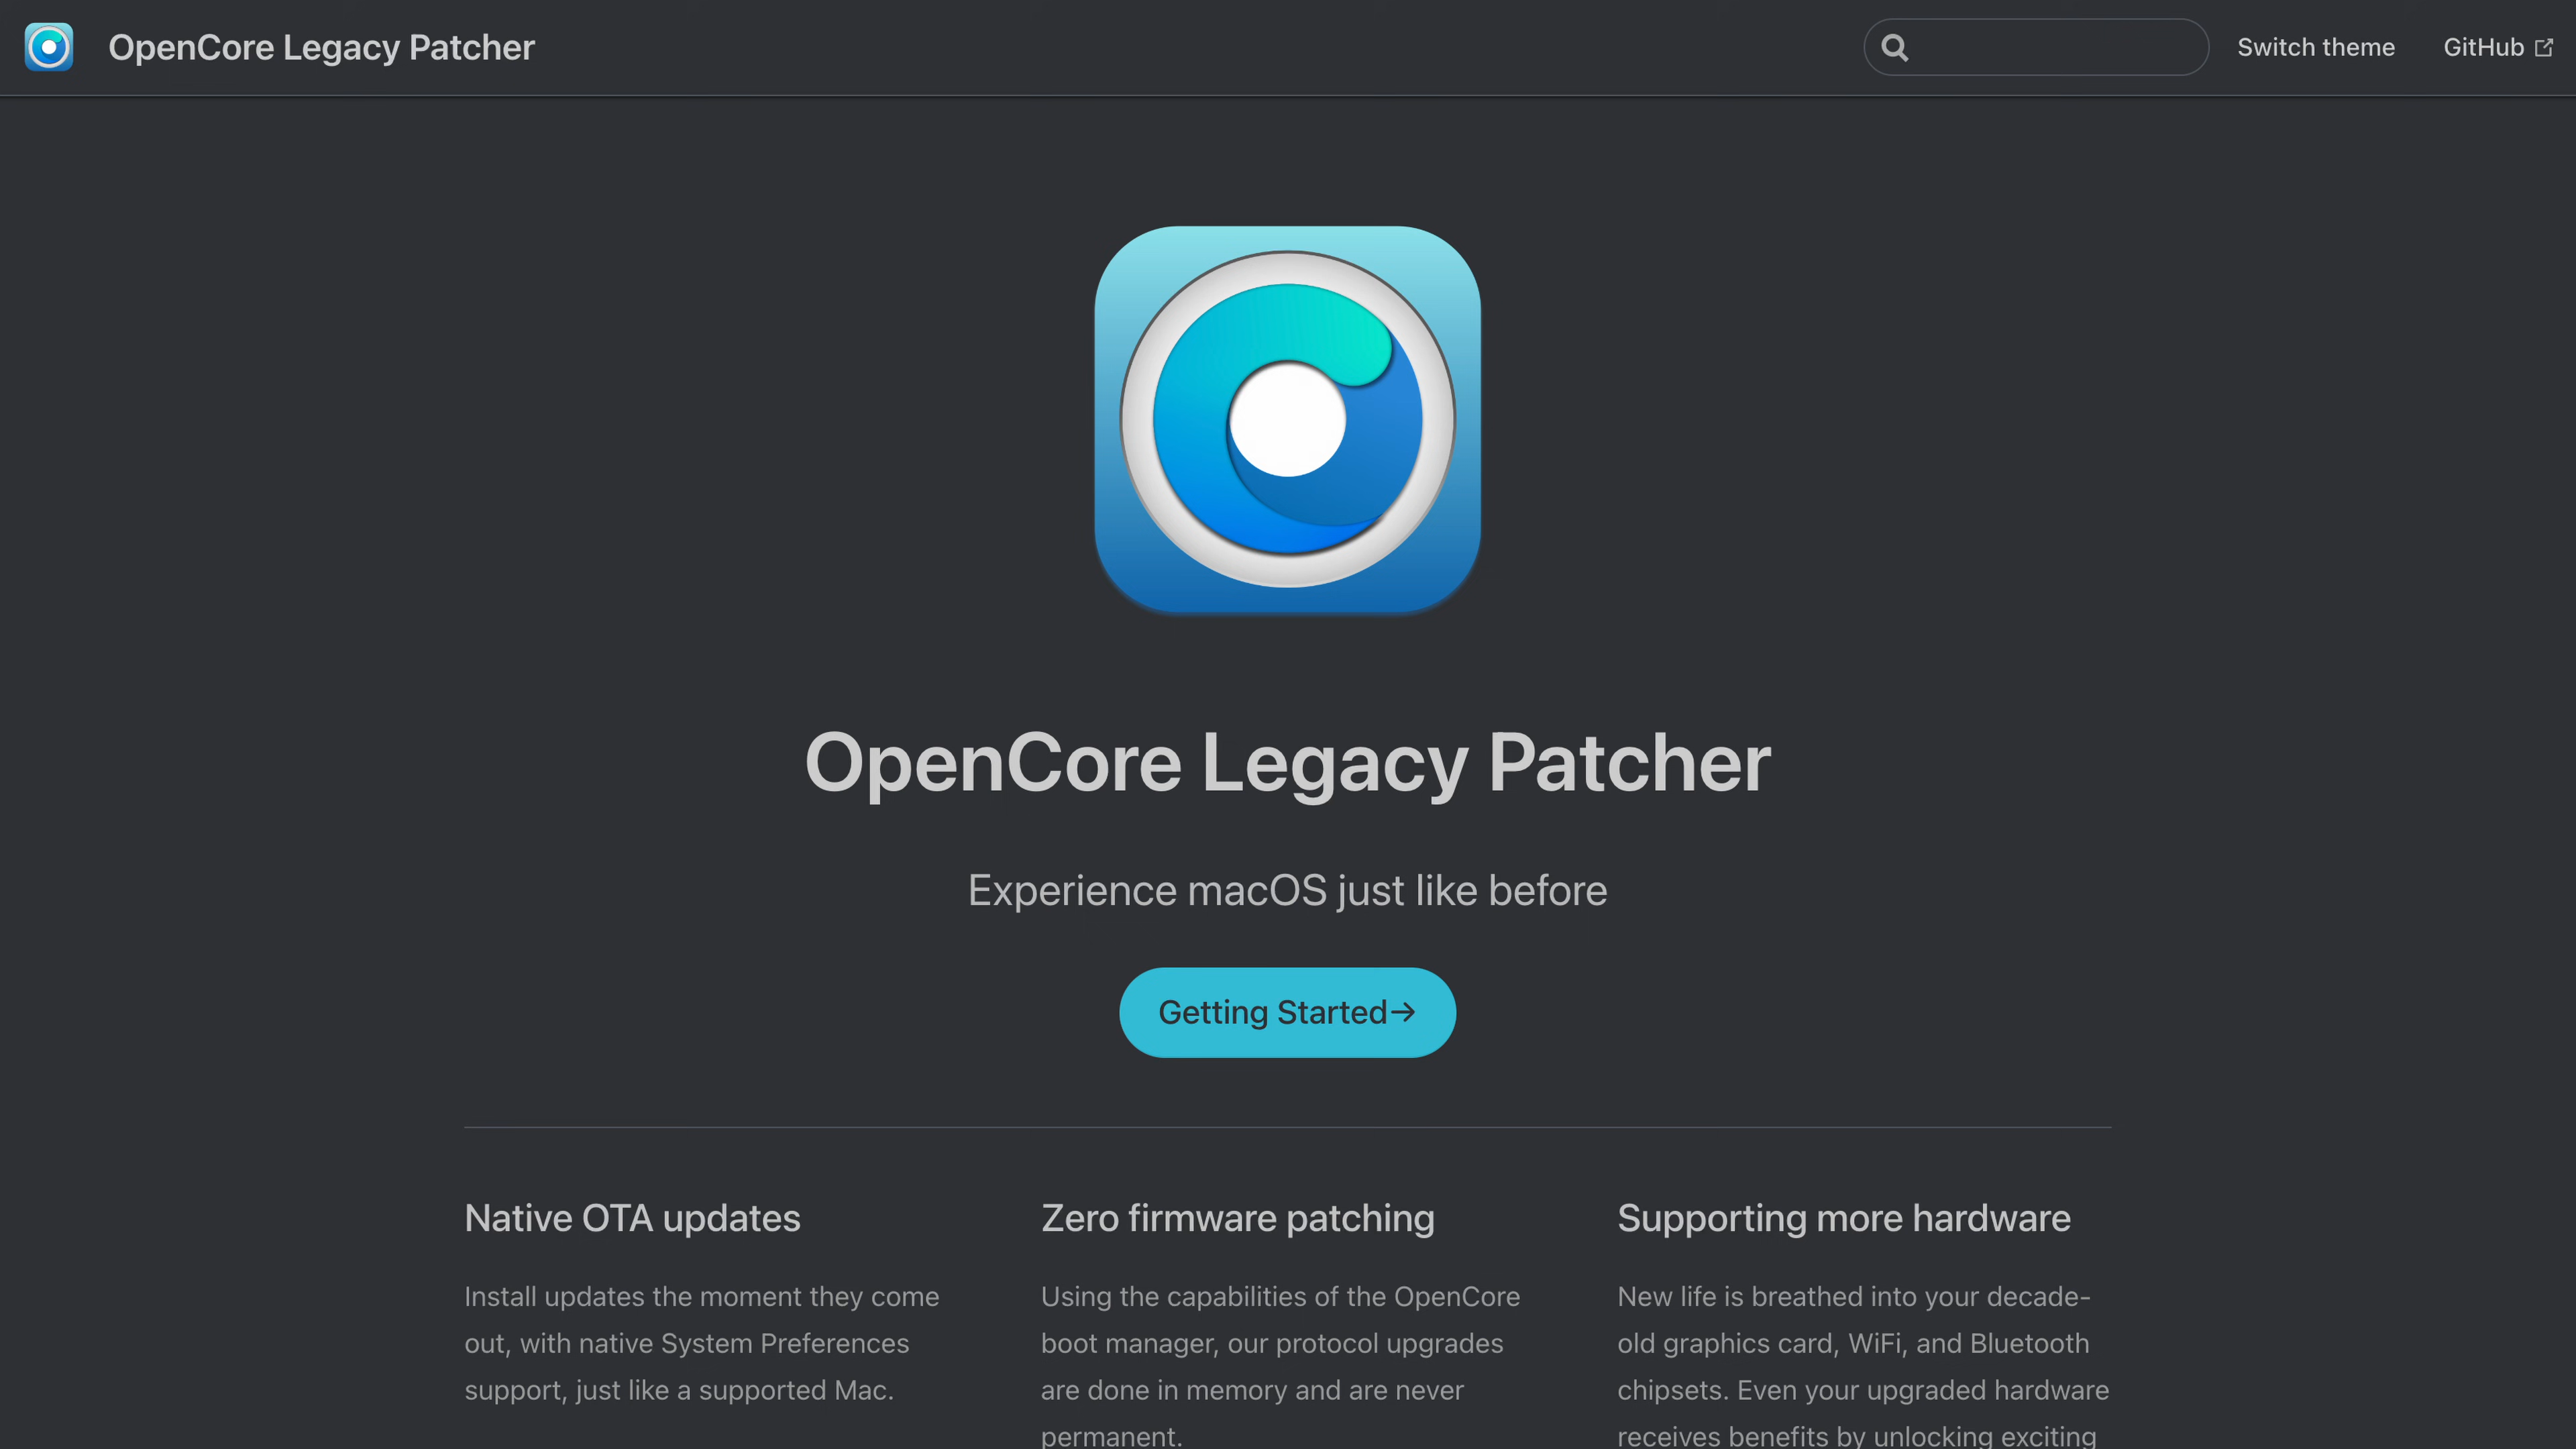 OpenCore Legacy Patcher
Switch theme
GitHub
OpenCore Legacy Patcher
Experience macOS just like before
Getting Started→
Native OTA updates
Install updates the moment they come
out, with native System Preferences
support, just like a supported Mac.
Zero firmware patching
Using the capabilities of the OpenCore
boot manager, our protocol upgrades
are done in memory and are never
permanent.
Supporting more hardware
New life is breathed into your decade-
old graphics card, WiFi, and Bluetooth
chipsets. Even your upgraded hardware
receives benefits by unlocking exciting